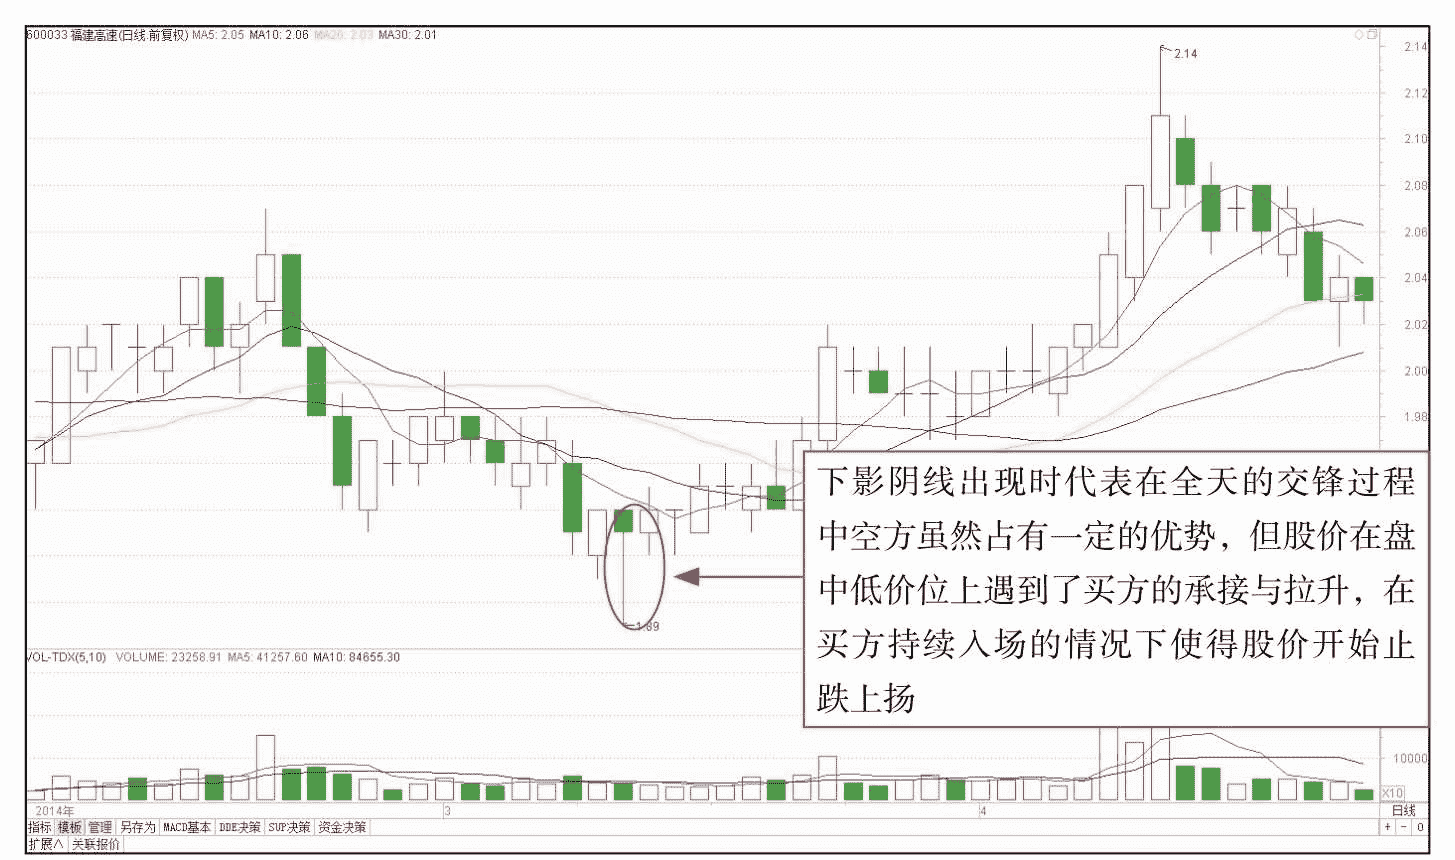 600033 福建高速(日线.前复权) MA5: 2.05 MA10: 2.06 MA20: 2.03 MA30: 2.01
2.14
2.14
2.12
2.10
2.08
2.06
2.04
2.02
2.00
1.98
下影阴线出现时代表在全天的交锋过程
中空方虽然占有一定的优势，但股价在盘
中低价位上遇到了买方的承接与拉升，在
买方持续入场的情况下使得股价开始止
跌上扬
1.89
VOL-TDX(5,10) VOLUME: 23258.91 MA5: 41257.60 MA10: 84655.30
10000
X10
2014年 3 4 日线
指标 模板 管理 另存为 MACD基本 DDE决策 SUP决策 资金决策 + - 0
扩展∧ 关联报价